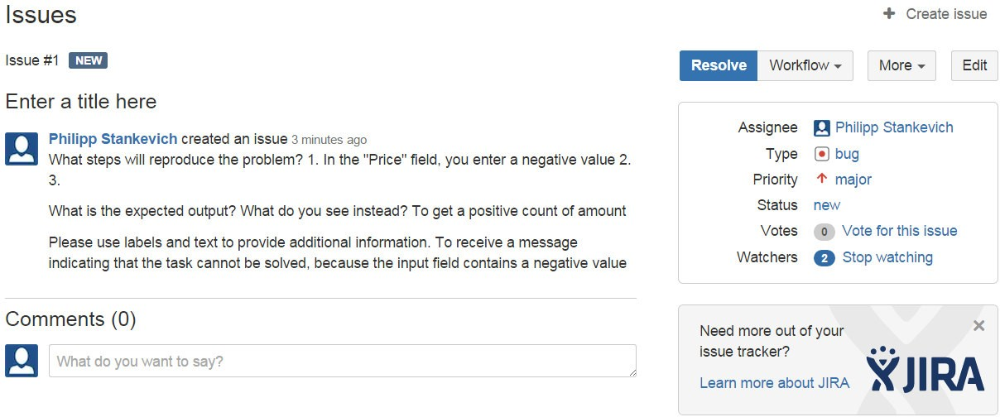 Issues
+ Create issue
Issue #1 NEW
Resolve Workflow More Edit
Enter a title here
Philipp Stankevich created an issue 3 minutes ago
What steps will reproduce the problem? 1. In the "Price" field, you enter a negative value 2.
3.
What is the expected output? What do you see instead? To get a positive count of amount
Please use labels and text to provide additional information. To receive a message
indicating that the task cannot be solved, because the input field contains a negative value
Comments (0)
What do you want to say?
Assignee Philipp Stankevich
Type bug
Priority major
Status new
Votes 0 Vote for this issue
Watchers 2 Stop watching
Need more out of your
issue tracker?
Learn more about JIRA
JIRA